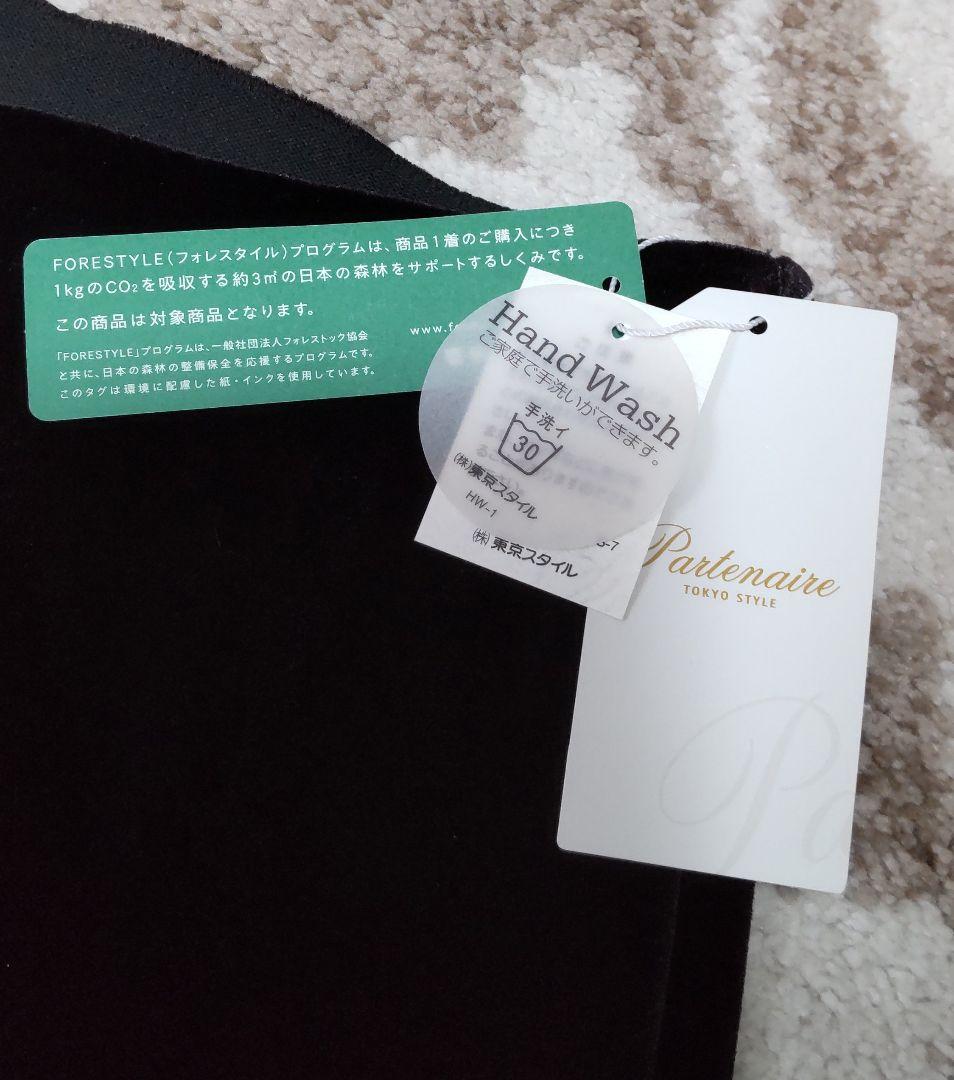 FORESTYLE(フォレスタイル)プログラムは、商品1着のご購入につき
1kgのCO₂を吸収する約3㎡の日本の森林をサポートするしくみです。
この商品は対象商品となります。
「FORESTYLE」プログラムは、一般社団法人フォレストック協会
と共に、日本の森林の整備保全を応援するプログラムです。
このタグは環境に配慮した紙・インクを使用しています。
www.f
Hand Wash
ご家庭で手洗いができます。
手洗イ
30
(株)東京スタイル
HW-1
(株)東京スタイル
Partenaire
TOKYO STYLE